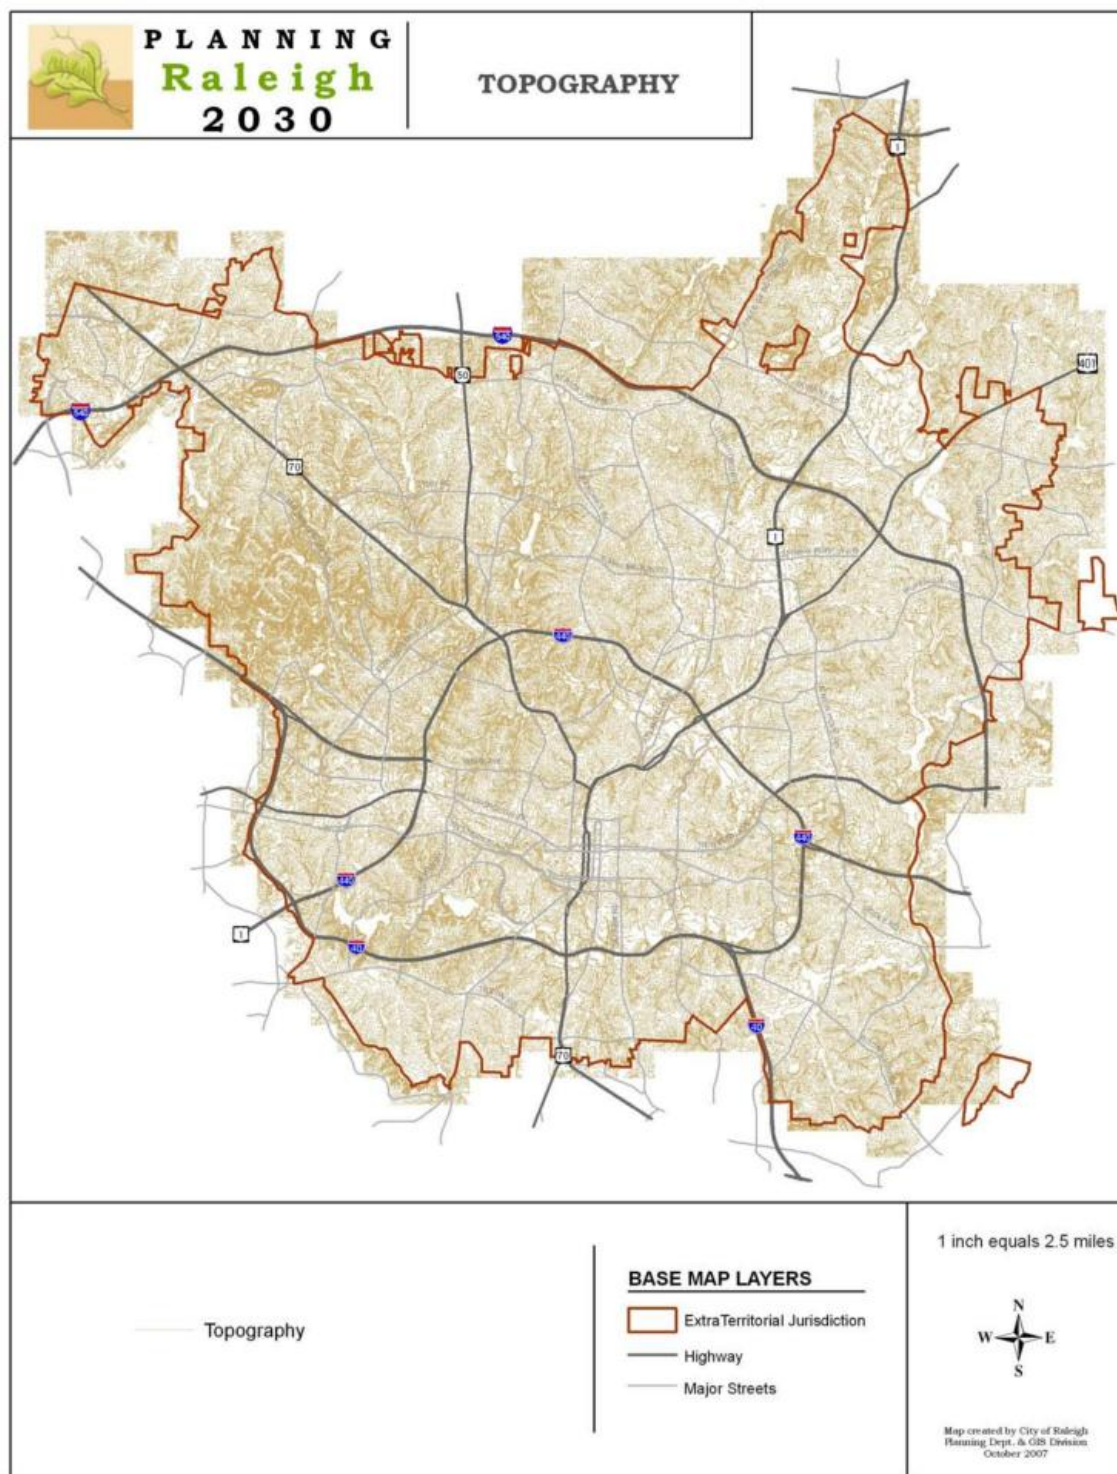 PLANNING
Raleigh
2030
TOPOGRAPHY
1
540
50
401
540
70
1
440
440
440
1
40
40
70
1 inch equals 2.5 miles
BASE MAP LAYERS
Topography
ExtraTerritorial Jurisdiction
Highway
Major Streets
N
W
E
S
Map created by City of Raleigh
Planning Dept. & GIS Division
October 2007